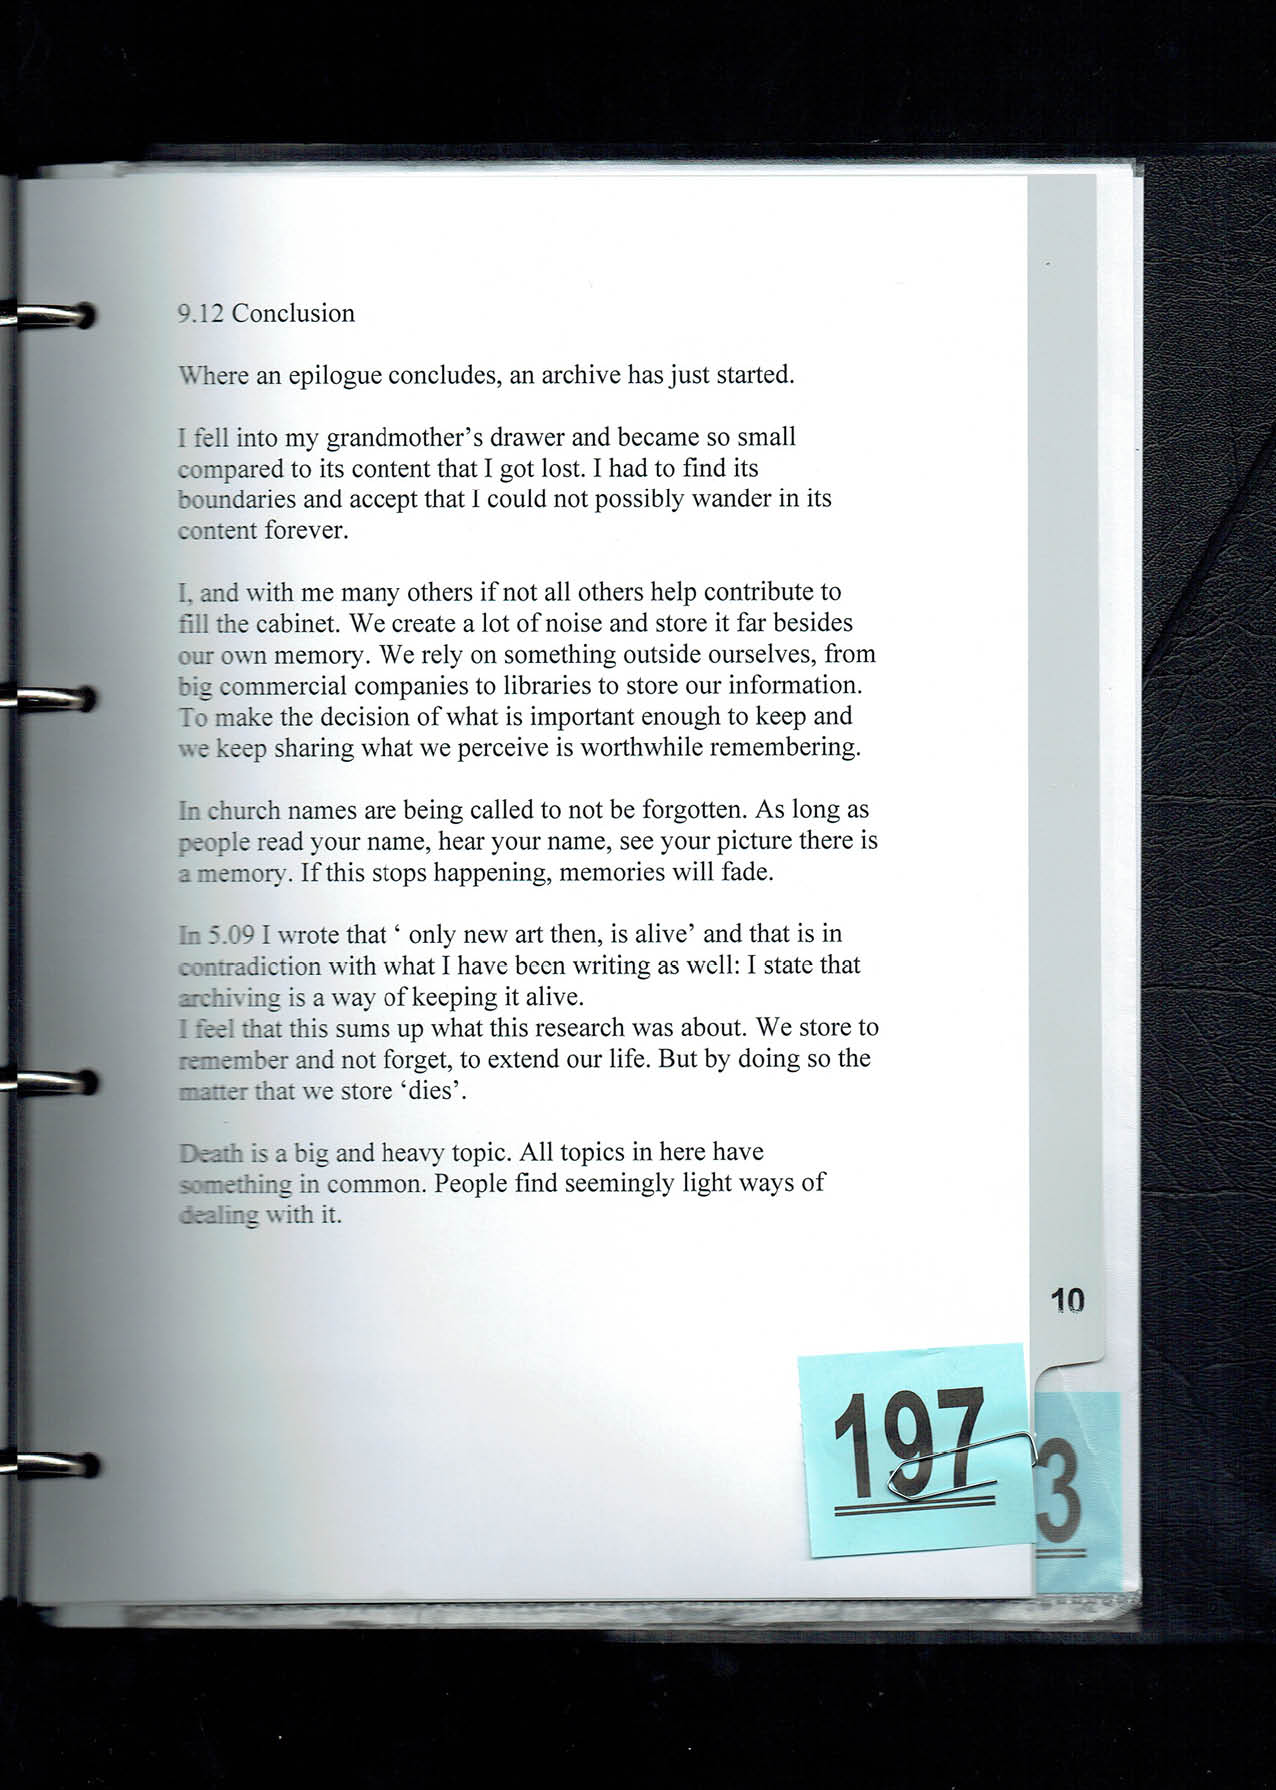 9.12 Conclusion
Where an epilogue concludes, an archive has just started.
I fell into my grandmother's drawer and became so small
compared to its content that I got lost. I had to find its
boundaries and accept that I could not possibly wander in its
content forever.
I, and with me many others if not all others help contribute to
fill the cabinet. We create a lot of noise and store it far besides
our own memory. We rely on something outside ourselves, from
big commercial companies to libraries to store our information.
To make the decision of what is important enough to keep and
we keep sharing what we perceive is worthwhile remembering.
In church names are being called to not be forgotten. As long as
people read your name, hear your name, see your picture there is
a memory. If this stops happening, memories will fade.
In 5.09 I wrote that ‘ only new art then, is alive’ and that is in
contradiction with what I have been writing as well: I state that
archiving is a way of keeping it alive.
I feel that this sums up what this research was about. We store to
remember and not forget, to extend our life. But by doing so the
matter that we store ‘dies’.
Death is a big and heavy topic. All topics in here have
something in common. People find seemingly light ways of
dealing with it.
10
197
3